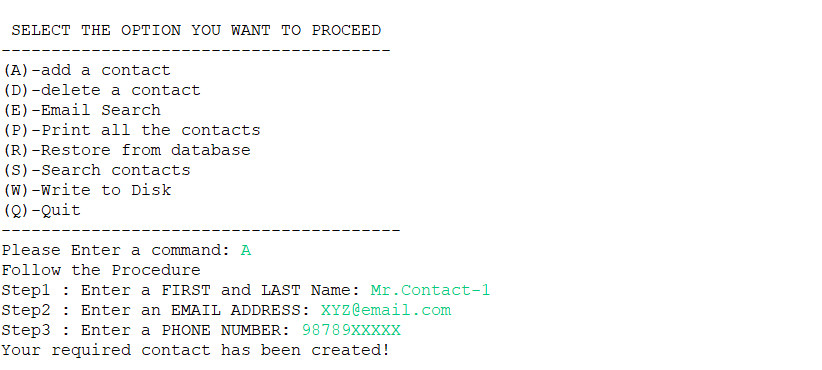 SELECT THE OPTION YOU WANT TO PROCEED
---------------------------------------
(A)-add a contact
(D)-delete a contact
(E)-Email Search
(P)-Print all the contacts
(R)-Restore from database
(S)-Search contacts
(W)-Write to Disk
(Q)-Quit
----------------------------------------
Please Enter a command: A
Follow the Procedure
Step1 : Enter a FIRST and LAST Name: Mr.Contact-1
Step2 : Enter an EMAIL ADDRESS: XYZ@email.com
Step3 : Enter a PHONE NUMBER: 98789XXXXX
Your required contact has been created!